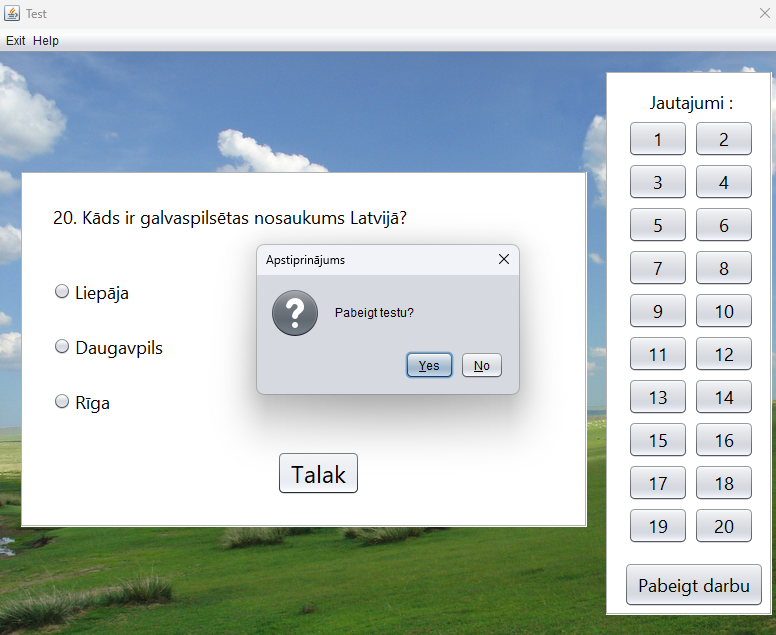 Test
Exit Help
Jautajumi :
1 2
3 4
5 6
7 8
9 10
11 12
13 14
15 16
17 18
19 20
Pabeigt darbu
20. Kāds ir galvaspilsētas nosaukums Latvijā?
Liepāja
Daugavpils
Rīga
Talak
Apstiprinājums
Pabeigt testu?
Yes No